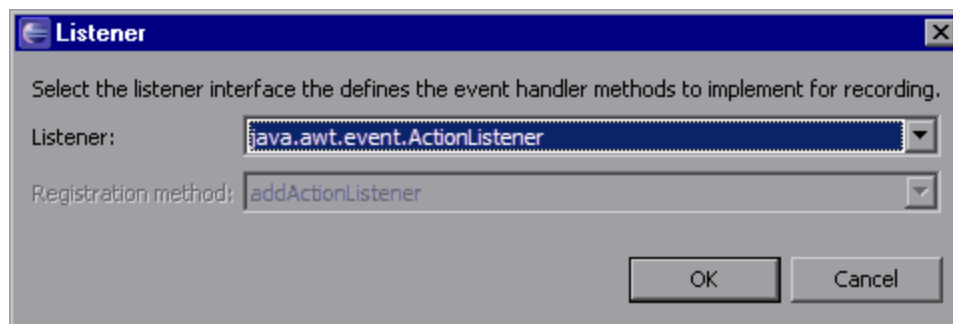 Listener
Select the listener interface the defines the event handler methods to implement for recording.
Listener: java.awt.event.ActionListener
Registration method: addActionListener
OK Cancel